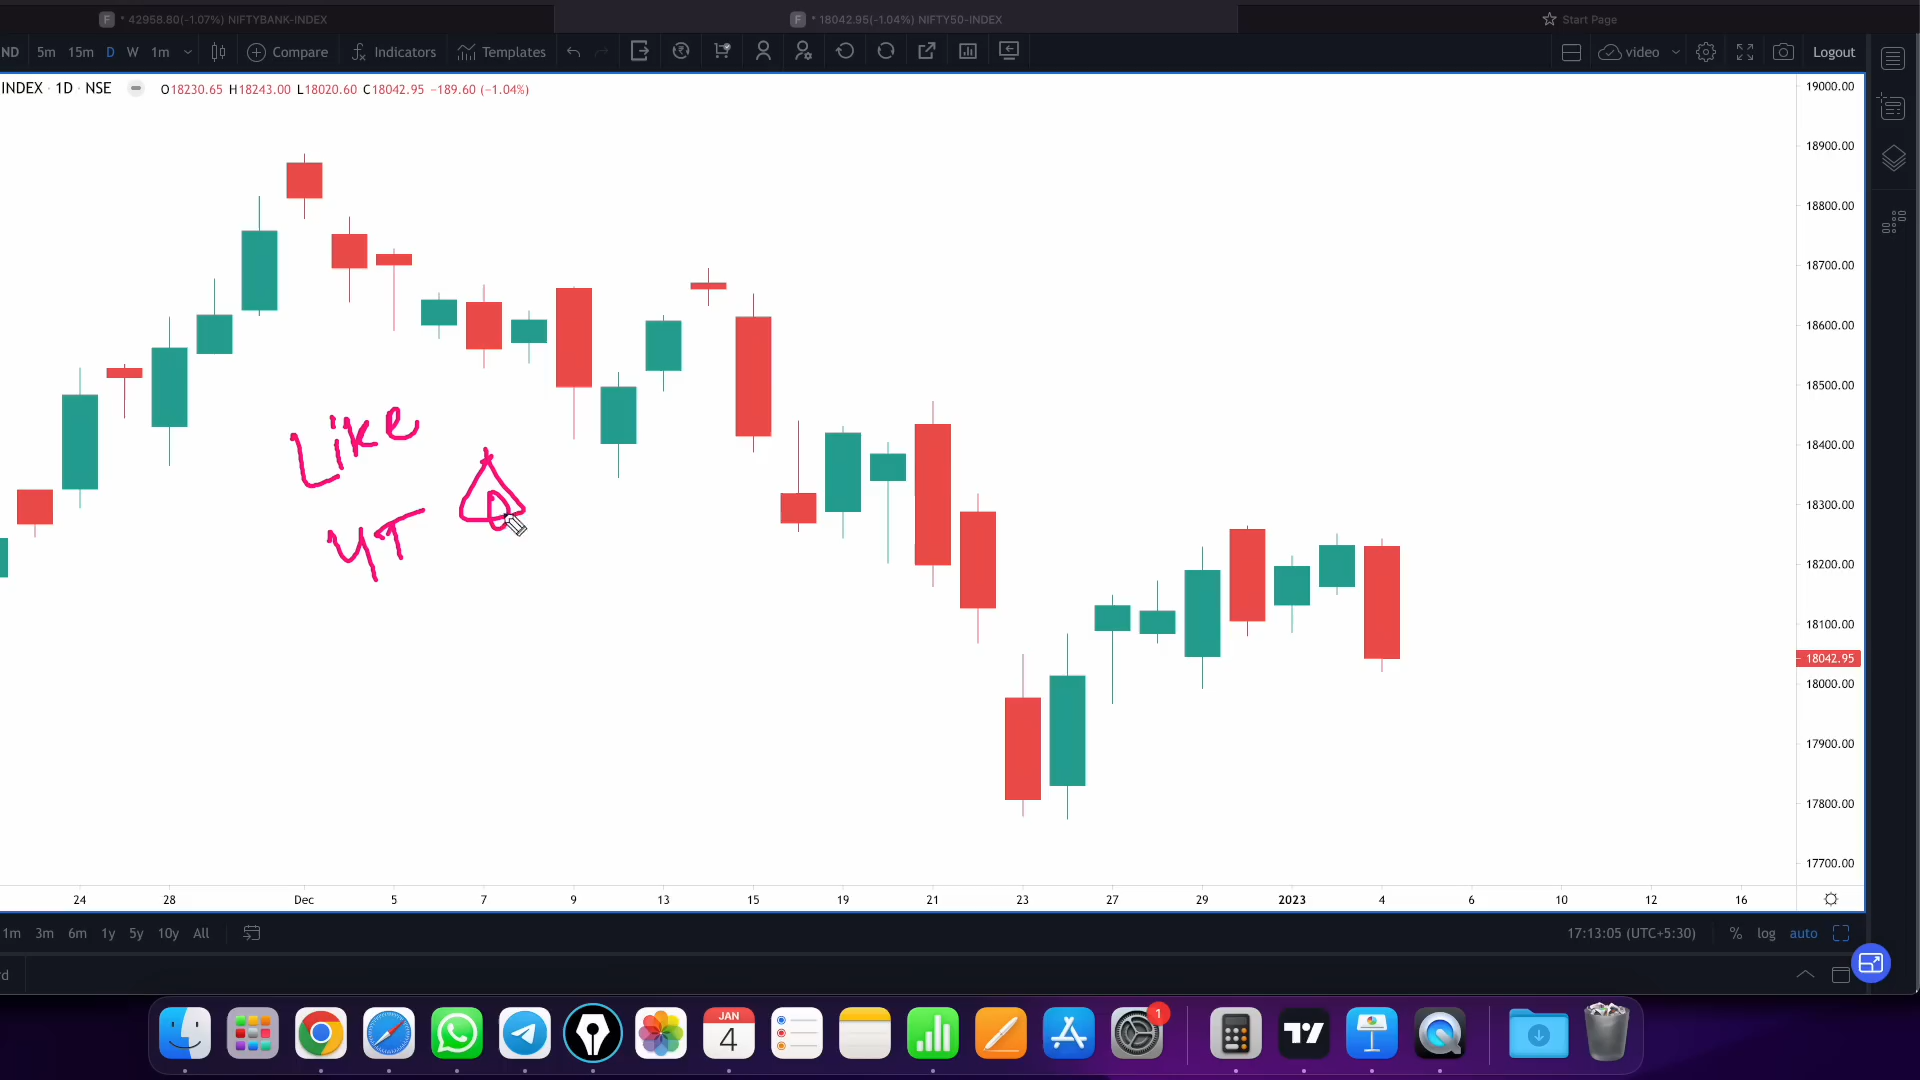 * 42958.80(-1.07%) NIFTYBANK-INDEX
* 18042.95(-1.04%) NIFTY50-INDEX
Start Page
ND 5m 15m D W 1m Compare Indicators Templates video Logout
INDEX · 1D · NSE O18230.65 H18243.00 L18020.60 C18042.95 −189.60 (−1.04%)
19000.00
18900.00
18800.00
18700.00
18600.00
18500.00
18400.00
18300.00
18200.00
18100.00
18042.95
18000.00
17900.00
17800.00
17700.00
Like
YT
24 28 Dec 5 7 9 13 15 19 21 23 27 29 2023 4 6 10 12 16
1m 3m 6m 1y 5y 10y All 17:13:05 (UTC+5:30) % log auto
d
JAN
4
1